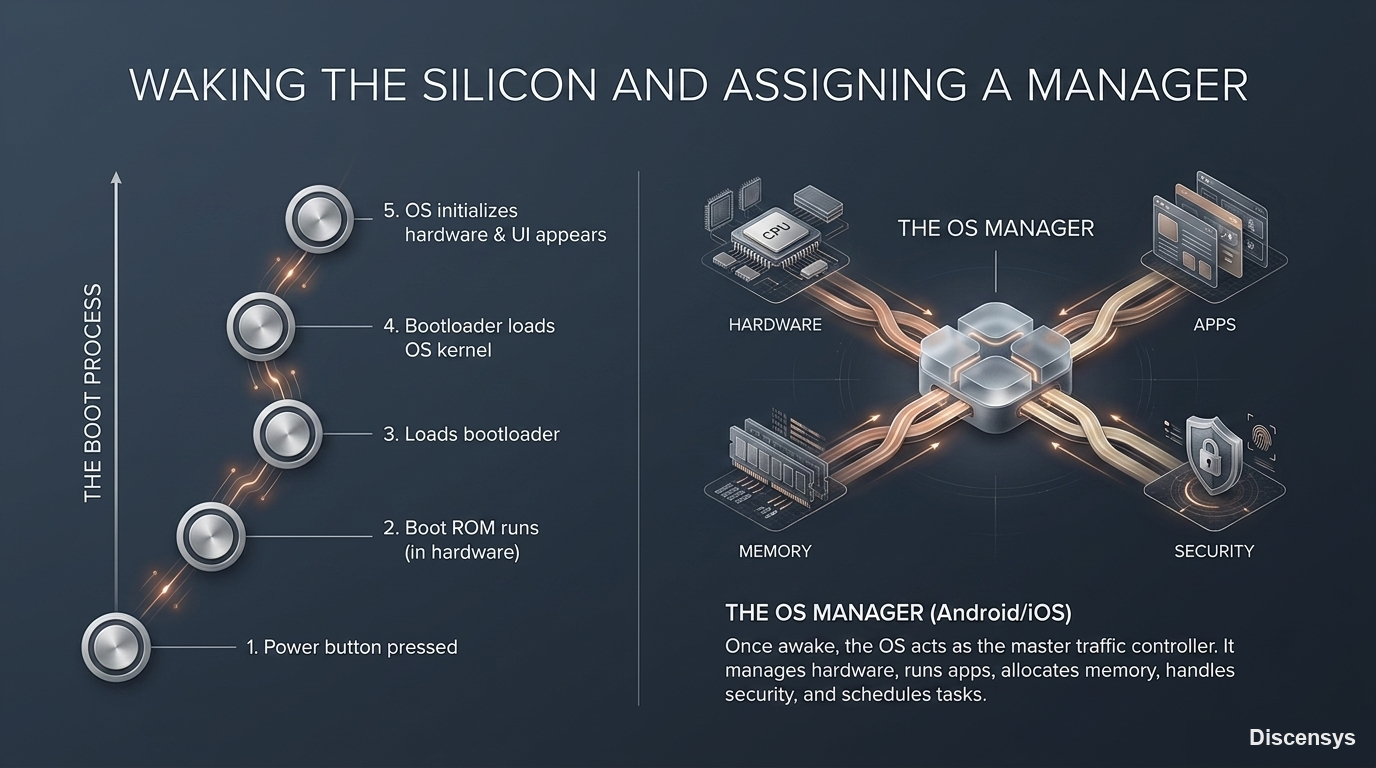 WAKING THE SILICON AND ASSIGNING A MANAGER
THE BOOT PROCESS
5. OS initializes
hardware & UI appears
4. Bootloader loads
OS kernel
3. Loads bootloader
2. Boot ROM runs
(in hardware)
1. Power button pressed
THE OS MANAGER
CPU
HARDWARE
APPS
MEMORY
SECURITY
THE OS MANAGER (Android/iOS)
Once awake, the OS acts as the master traffic controller. It
manages hardware, runs apps, allocates memory, handles
security, and schedules tasks.
Discensys